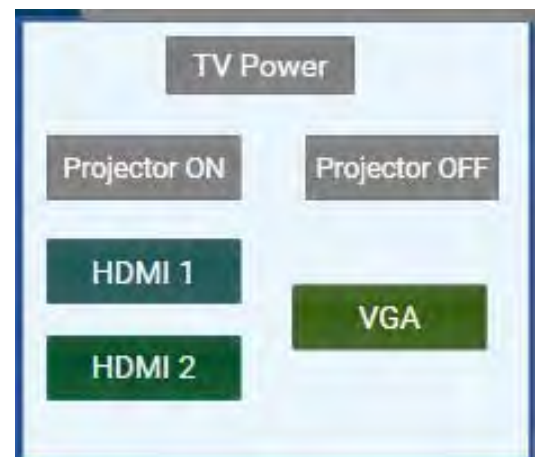 TV Power
Projector ON
Projector OFF
HDMI 1
VGA
HDMI 2